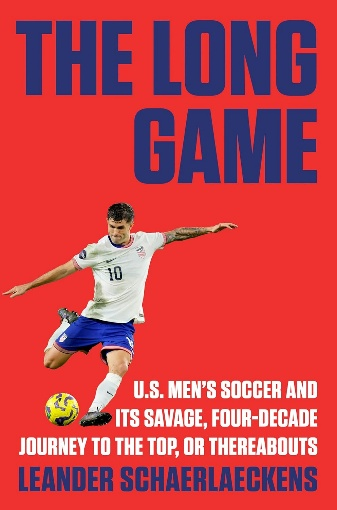 THE LONG
GAME
10
U.S. MEN'S SOCCER AND
ITS SAVAGE, FOUR-DECADE
JOURNEY TO THE TOP, OR THEREABOUTS
LEANDER SCHAERLAECKENS